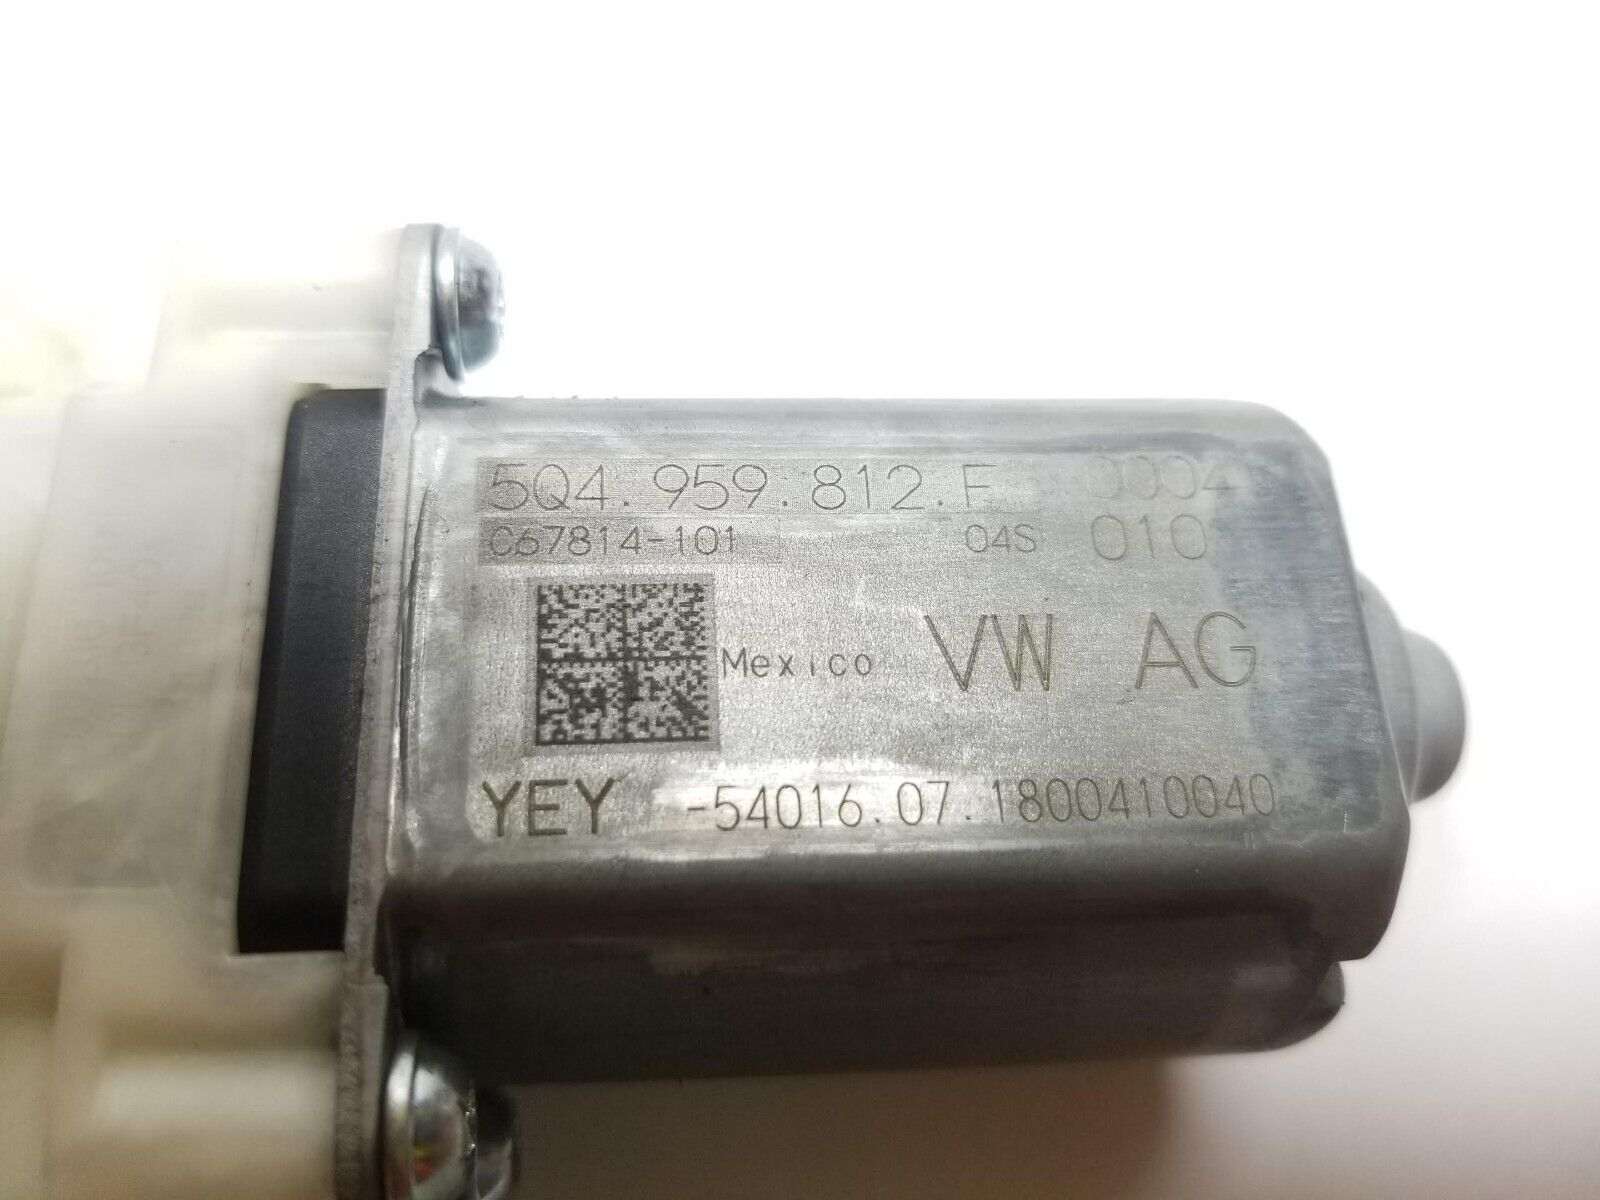 5Q4.959.812.F 0004
C67814-101 04S 010
Mexico VW AG
YEY -54016.07.1800410040